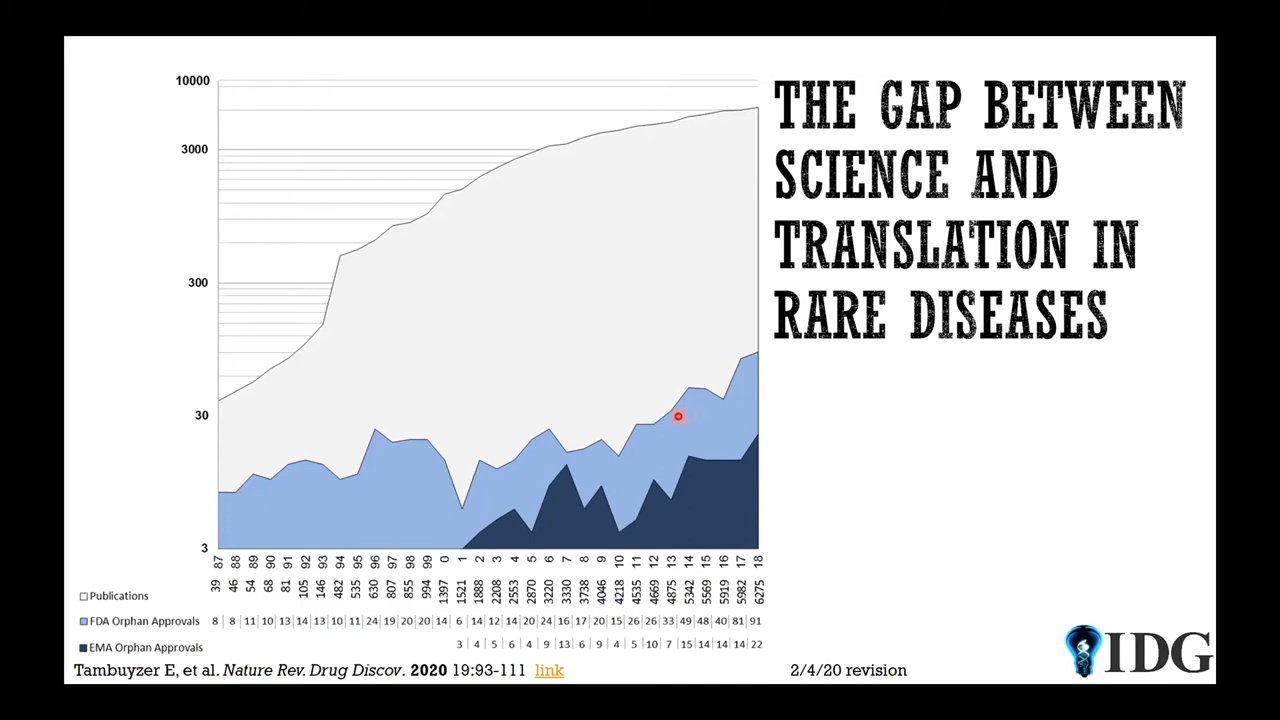 THE GAP BETWEEN
SCIENCE AND
TRANSLATION IN
RARE DISEASES
10000
3000
300
30
3
87 88 89 90 91 92 93 94 95 96 97 98 99 0 1 2 3 4 5 6 7 8 9 10 11 12 13 14 15 16 17 18
39 46 54 68 81 105 146 482 535 630 807 855 994 1397 1521 1888 2208 2553 2870 3220 3330 3738 4046 4218 4535 4669 4875 5342 5569 5919 5982 6275
Publications
FDA Orphan Approvals 8 8 11 10 13 14 13 10 11 24 19 20 20 14 6 14 12 14 20 24 16 17 20 15 26 26 33 49 48 40 81 91
EMA Orphan Approvals 3 4 5 6 4 9 13 6 9 4 5 10 7 15 14 14 14 22
Tambuyzer E, et al. Nature Rev. Drug Discov. 2020 19:93-111 link
2/4/20 revision
IDG